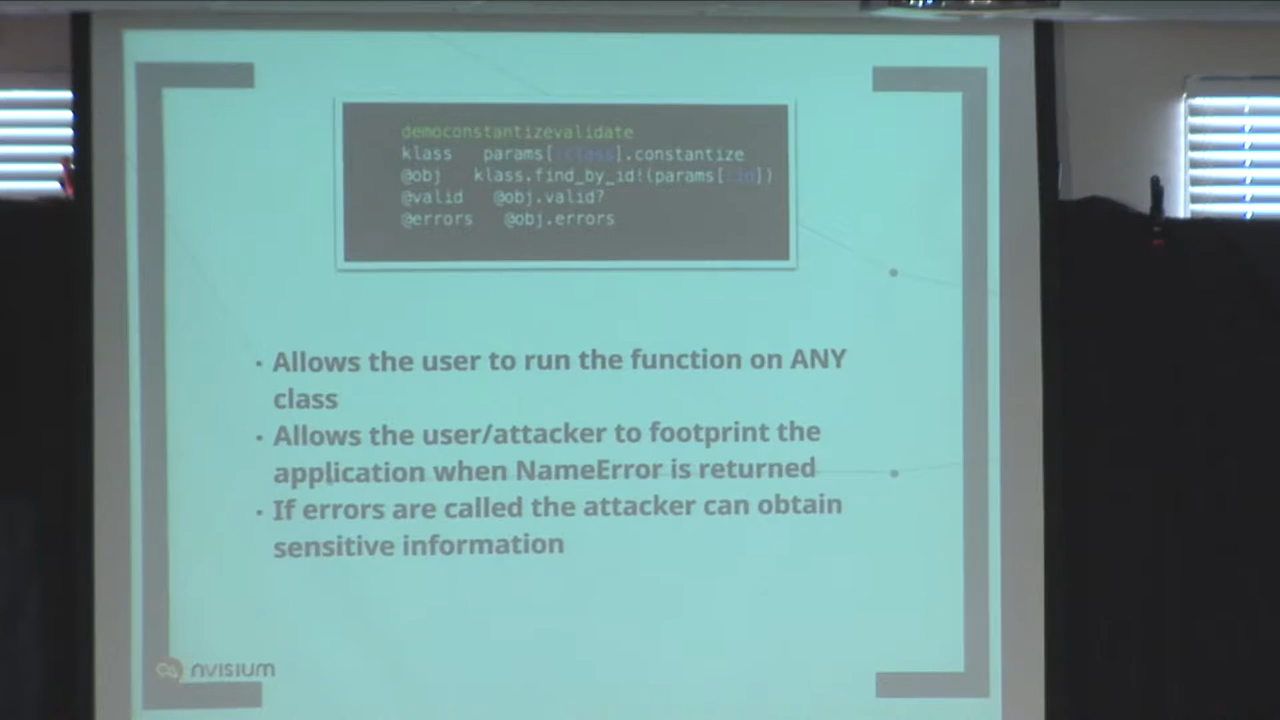 democonstantizevalidate
klass params[:class].constantize
@obj klass.find_by_id!(params[:id])
@valid @obj.valid?
@errors @obj.errors
· Allows the user to run the function on ANY
class
· Allows the user/attacker to footprint the
application when NameError is returned
· If errors are called the attacker can obtain
sensitive information
nvisium